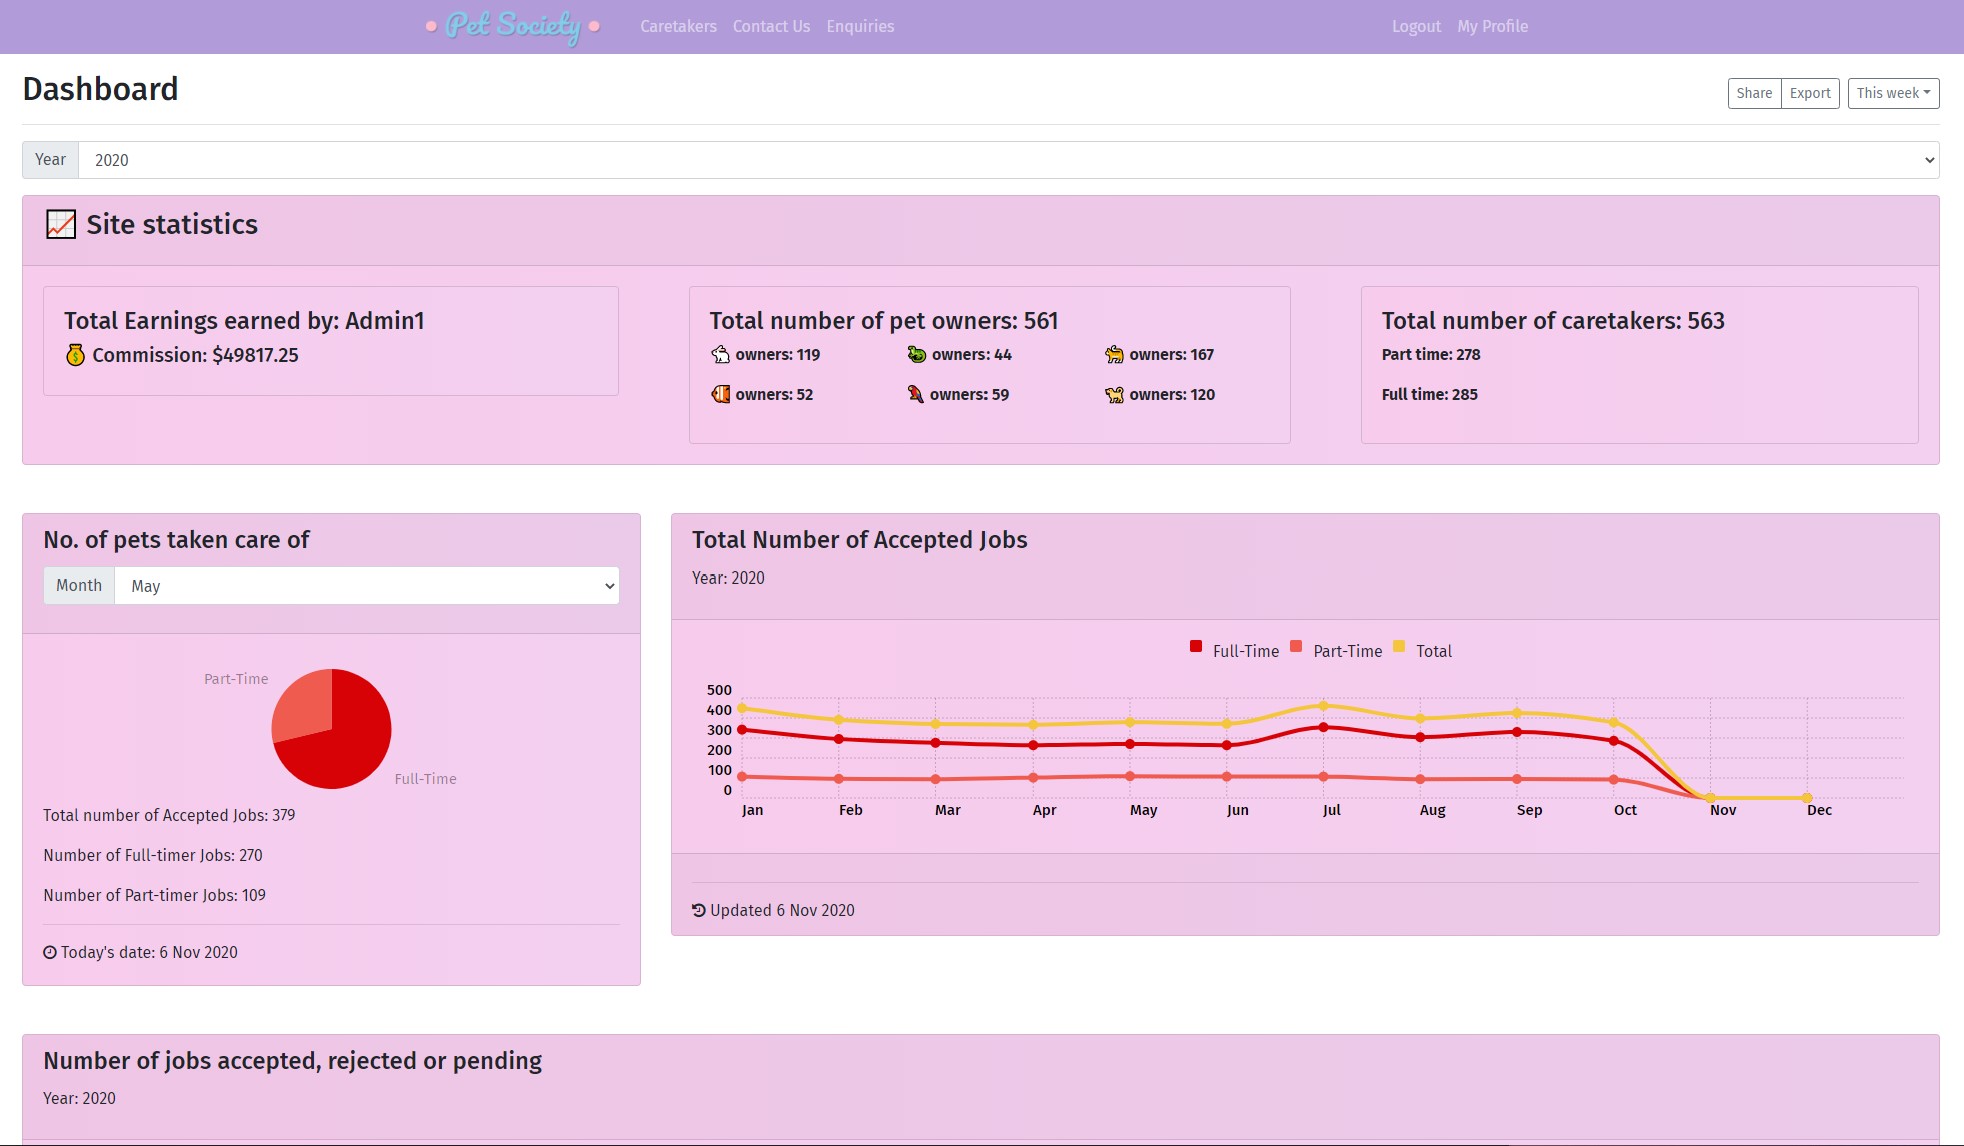 Pet Society Caretakers Contact Us Enquiries Logout My Profile
Dashboard
Share Export This week
Year 2020
Site statistics
Total Earnings earned by: Admin1
Commission: $49817.25
Total number of pet owners: 561
owners: 119 owners: 44 owners: 167
owners: 52 owners: 59 owners: 120
Total number of caretakers: 563
Part time: 278
Full time: 285
No. of pets taken care of
Month May
Part-Time
Full-Time
Total number of Accepted Jobs: 379
Number of Full-timer Jobs: 270
Number of Part-timer Jobs: 109
Today's date: 6 Nov 2020
Total Number of Accepted Jobs
Year: 2020
Full-Time Part-Time Total
500
400
300
200
100
0
Jan Feb Mar Apr May Jun Jul Aug Sep Oct Nov Dec
Updated 6 Nov 2020
Number of jobs accepted, rejected or pending
Year: 2020